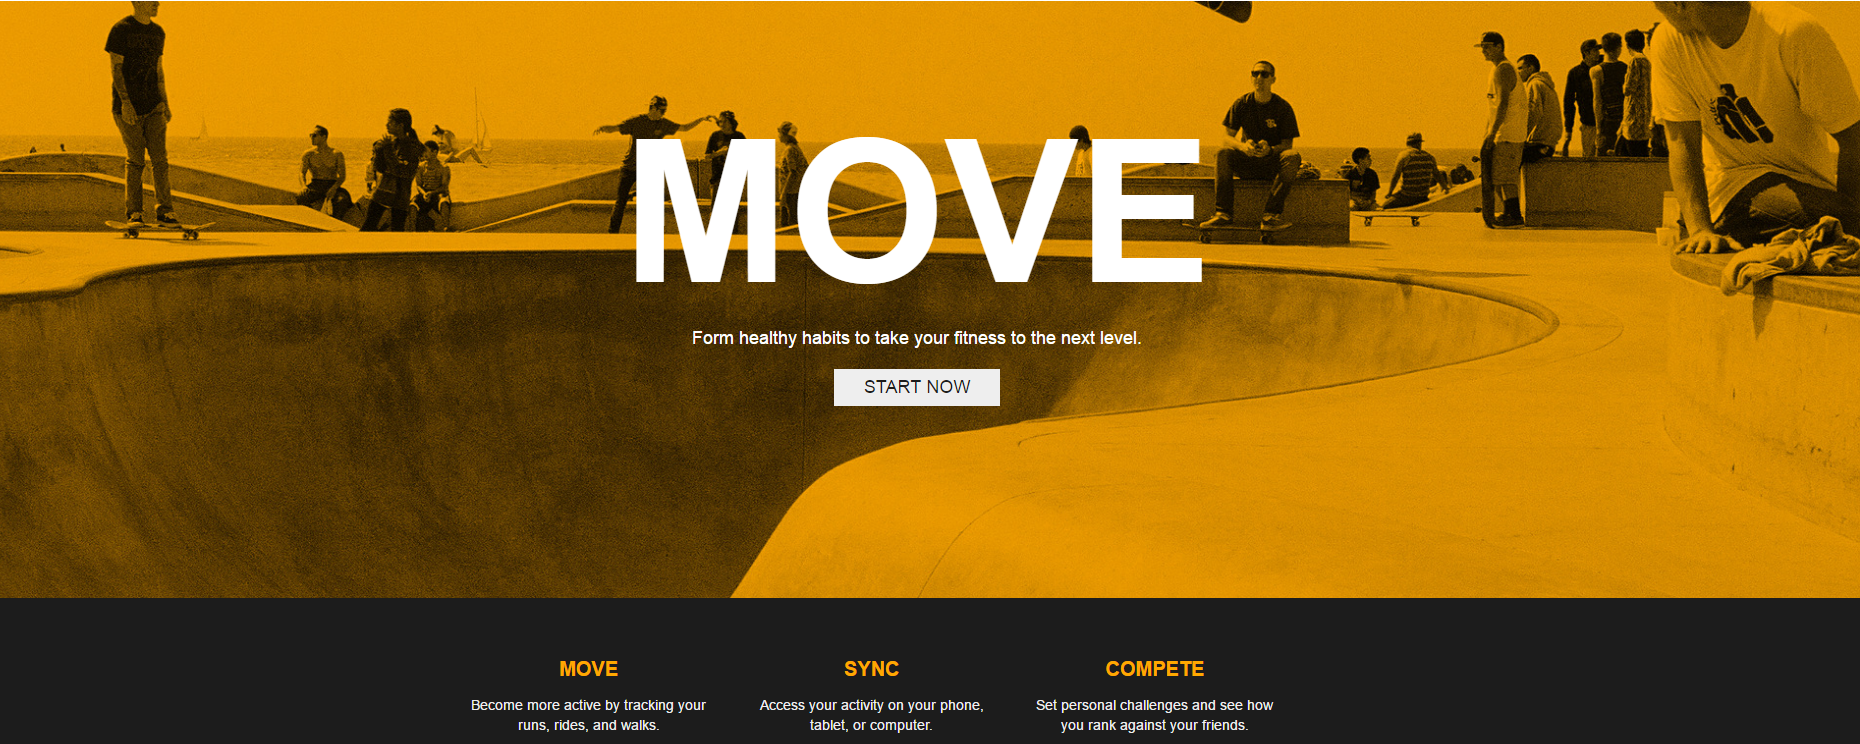 MOVE
Form healthy habits to take your fitness to the next level.
START NOW
MOVE
Become more active by tracking your
runs, rides, and walks.
SYNC
Access your activity on your phone,
tablet, or computer.
COMPETE
Set personal challenges and see how
you rank against your friends.